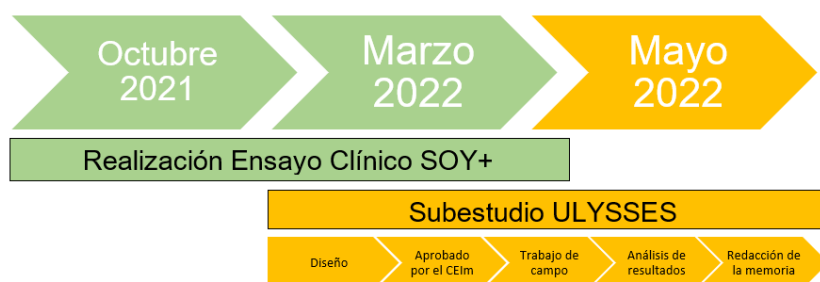 Octubre
2021
Marzo
2022
Mayo
2022
Realización Ensayo Clínico SOY+
Subestudio ULYSSES
Diseño
Aprobado
por el CEIm
Trabajo de
campo
Análisis de
resultados
Redacción de
la memoria